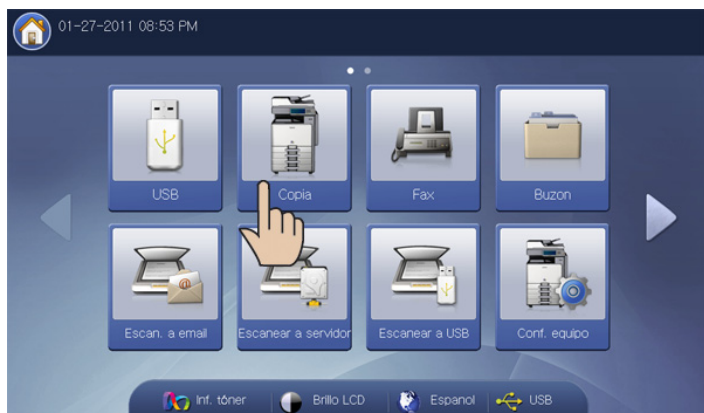 01-27-2011 08:53 PM
USB
Copia
Fax
Buzon
Escan. a email
Escanear a servidor
Escanear a USB
Conf. equipo
Inf. tóner
Brillo LCD
Espanol
USB